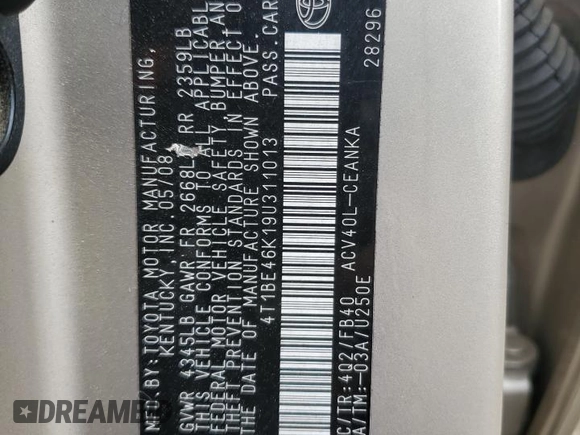 MFD.BY:TOYOTA MOTOR MANUFACTURING,
KENTUCKY, INC. 05/08
GVWR 4345LB GAWR FR 2668L RR 2359LB
THIS VEHICLE CONFORMS TO ALL APPLICABL
FEDERAL MOTOR VEHICLE SAFETY, BUMPER, AN
THEFT PREVENTION STANDARDS IN EFFECT O
THE DATE OF MANUFACTURE SHOWN ABOVE.
4T1BE46K19U311013 PASS.CAR
C/TR:4Q2/FB40 ACV40L-CEANKA
A/TM:-03A/U250E 28296
DREAMBID